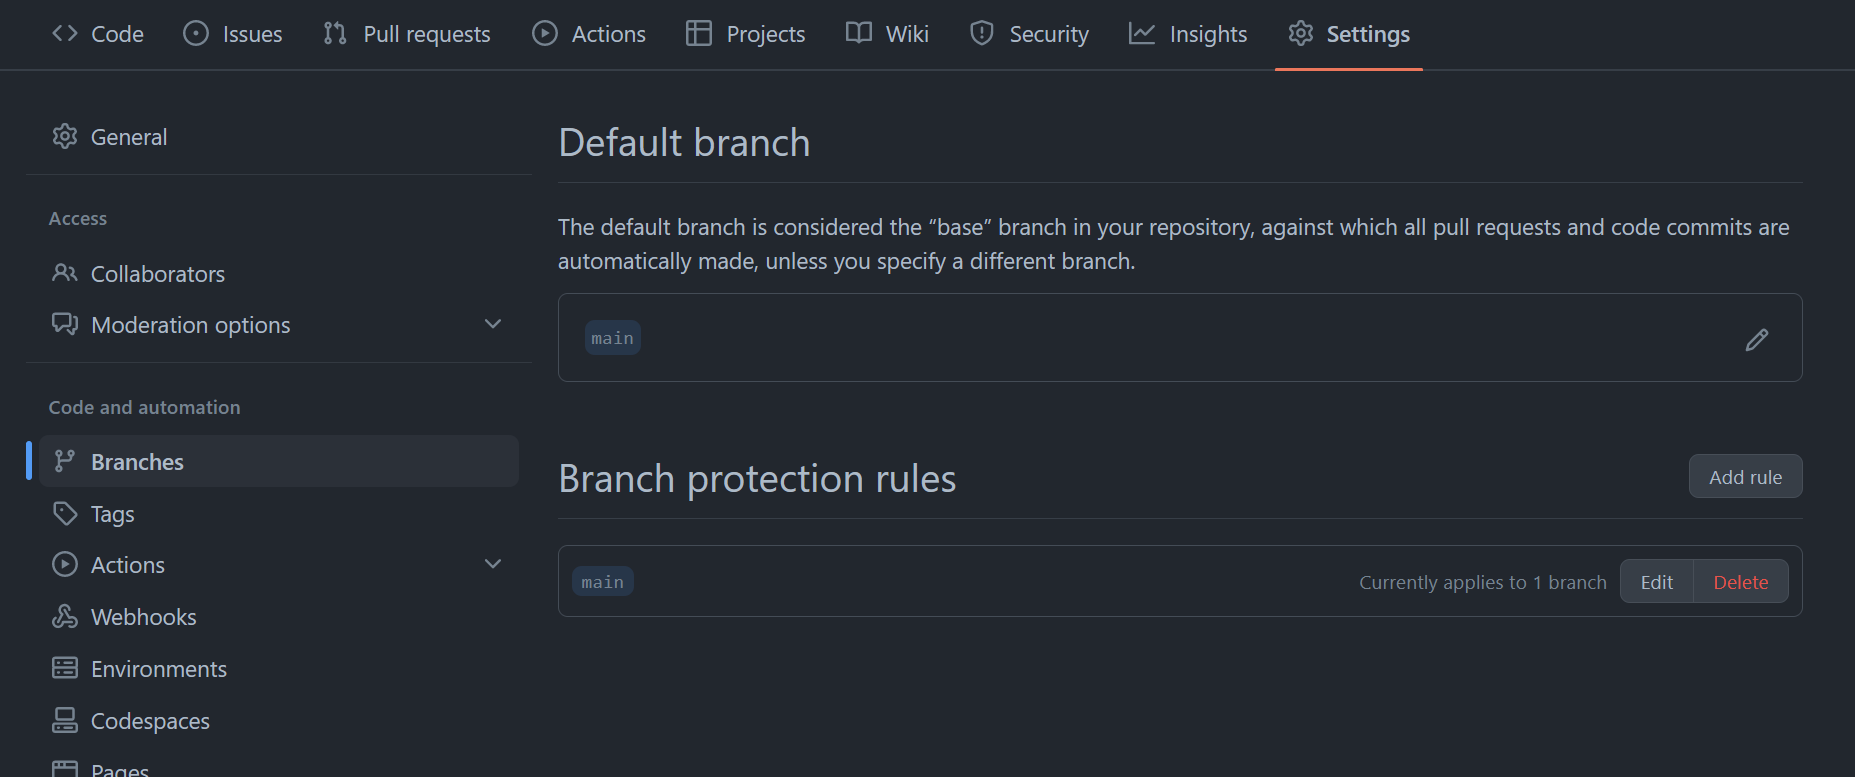 Code Issues Pull requests Actions Projects Wiki Security Insights Settings
General
Access
Collaborators
Moderation options
Code and automation
Branches
Tags
Actions
Webhooks
Environments
Codespaces
Pages
Default branch
The default branch is considered the “base” branch in your repository, against which all pull requests and code commits are
automatically made, unless you specify a different branch.
main
Branch protection rules Add rule
main Currently applies to 1 branch Edit Delete